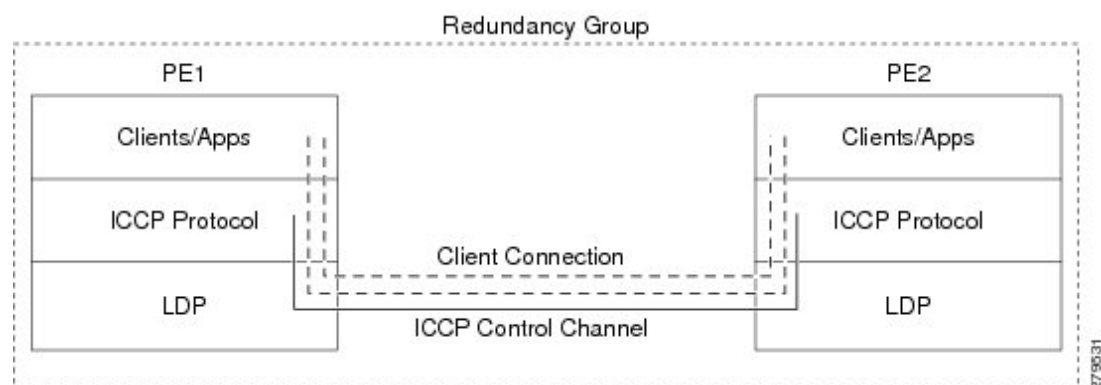 Redundancy Group
PE1
PE2
Clients/Apps
Clients/Apps
ICCP Protocol
ICCP Protocol
Client Connection
LDP
LDP
ICCP Control Channel